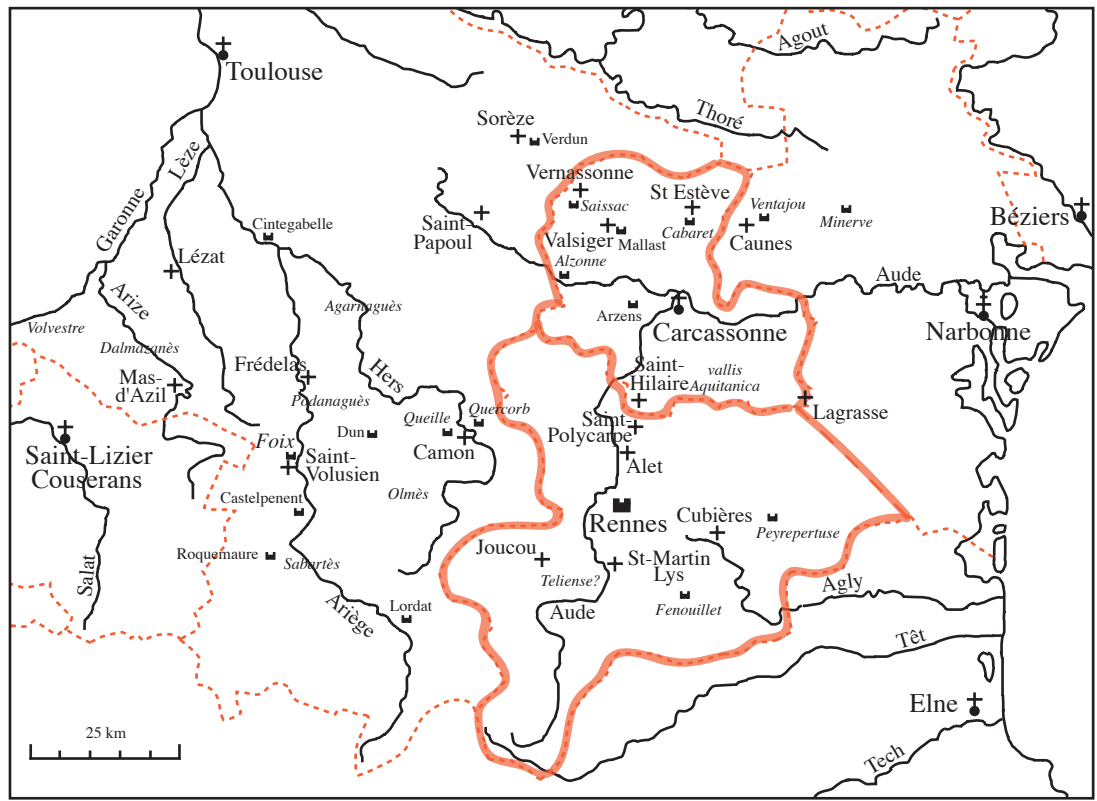 Agout
Toulouse
Thoré
Sorèze
Verdun
Lèze
Vernassonne
St Estève
Garonne
Saissac
Ventajou
Minerve
Béziers
Cintegabelle
Saint-
Papoul
Valsiger
Mallast
Cabaret
Caunes
Lézat
Alzonne
Aude
Arize
Agarnaguès
Arzens
Volvestre
Carcassonne
Narbonne
Dalmazanès
Frédelas
Hers
Saint-
Hilaire
vallis
Aquitanica
Mas-
d'Azil
Podanaguès
Queille
Quercorb
Lagrasse
Dun
Saint-
Polycarpe
Foix
Camon
Saint-Lizier
Couserans
Saint-
Volusien
Alet
Castelpenent
Olmès
Rennes
Cubières
Peyrepertuse
Roquemaure
Sabartès
Joucou
St-Martin
Lys
Salat
Teliense?
Agly
Ariège
Lordat
Aude
Fenouillet
Têt
Elne
25 km
Tech